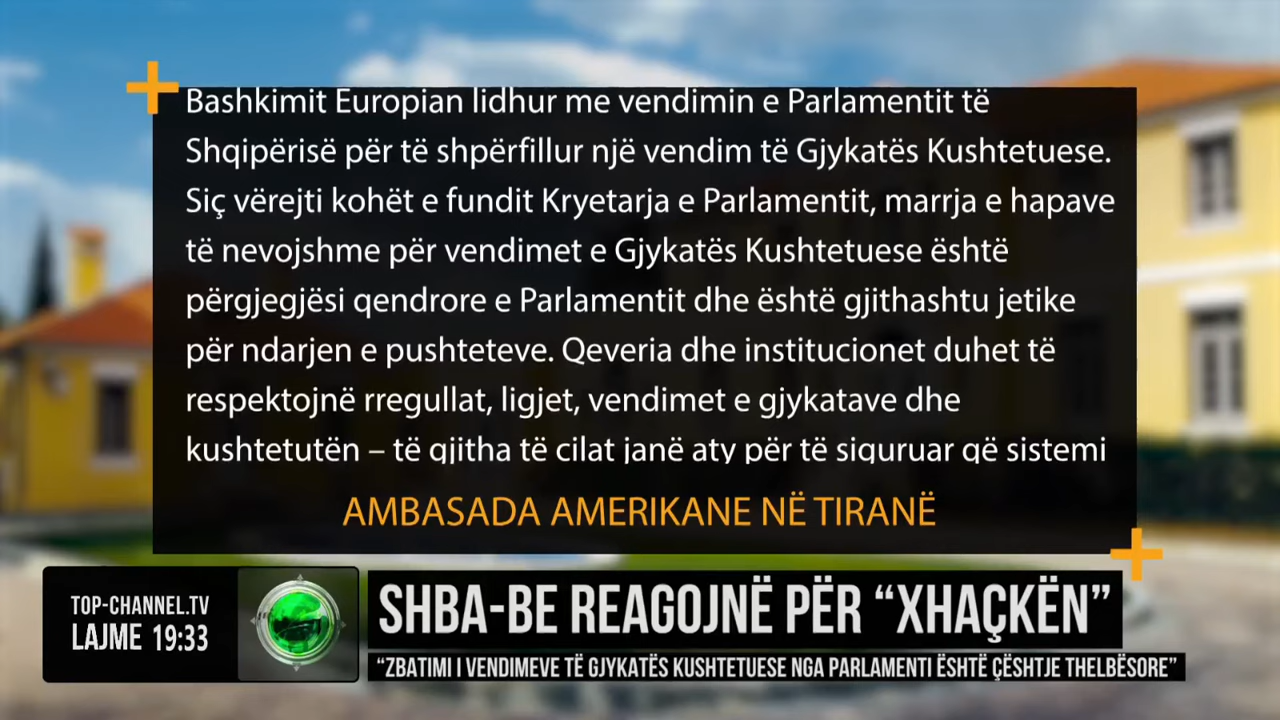 Bashkimit Europian lidhur me vendimin e Parlamentit të
Shqipërisë për të shpërfillur një vendim të Gjykatës Kushtetuese.
Siç vërejti kohët e fundit Kryetarja e Parlamentit, marrja e hapave
të nevojshme për vendimet e Gjykatës Kushtetuese është
përgjegjësi qendrore e Parlamentit dhe është gjithashtu jetike
për ndarjen e pushteteve. Qeveria dhe institucionet duhet të
respektojnë rregullat, ligjet, vendimet e gjykatave dhe
kushtetutën – të gjitha të cilat janë aty për të siguruar që sistemi
AMBASADA AMERIKANE NË TIRANË
TOP-CHANNEL.TV
LAJME 19:33
SHBA-BE REAGOJNË PËR “XHAÇKËN”
“ZBATIMI I VENDIMEVE TË GJYKATËS KUSHTETUESE NGA PARLAMENTI ËSHTË ÇËSHTJE THELBËSORE”